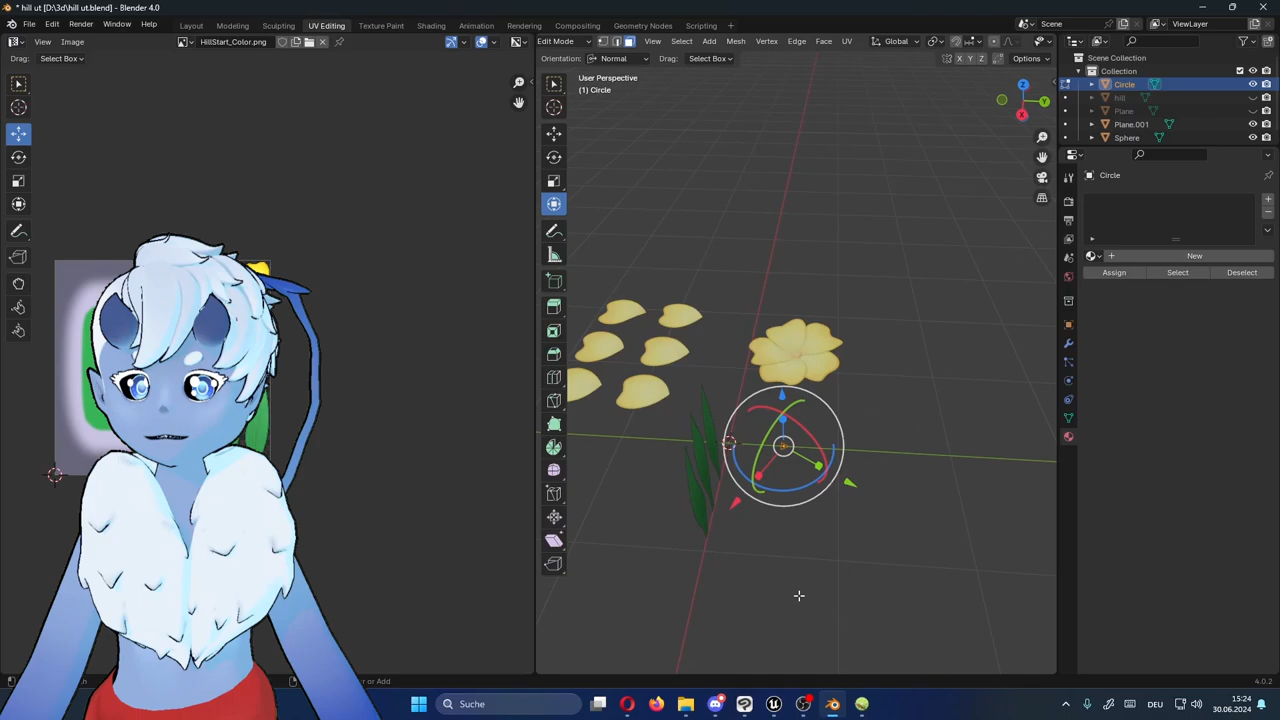 * hill ut [D:\3d\hill ut.blend] - Blender 4.0
File Edit Render Window Help Layout Modeling Sculpting UV Editing Texture Paint Shading Animation Rendering Compositing Geometry Nodes Scripting Scene ViewLayer
View Image HillStart_Color.png Edit Mode View Select Add Mesh Vertex Edge Face UV Global
Drag: Select Box Orientation: Normal Drag: Select Box X Y Z Options
Scene Collection
Collection
Circle
hill
Plane
Plane.001
Sphere
User Perspective
(1) Circle
Z
Y
X
Circle
New
Assign Select Deselect
or Add
4.0.2
Suche
DEU
15:24
30.06.2024